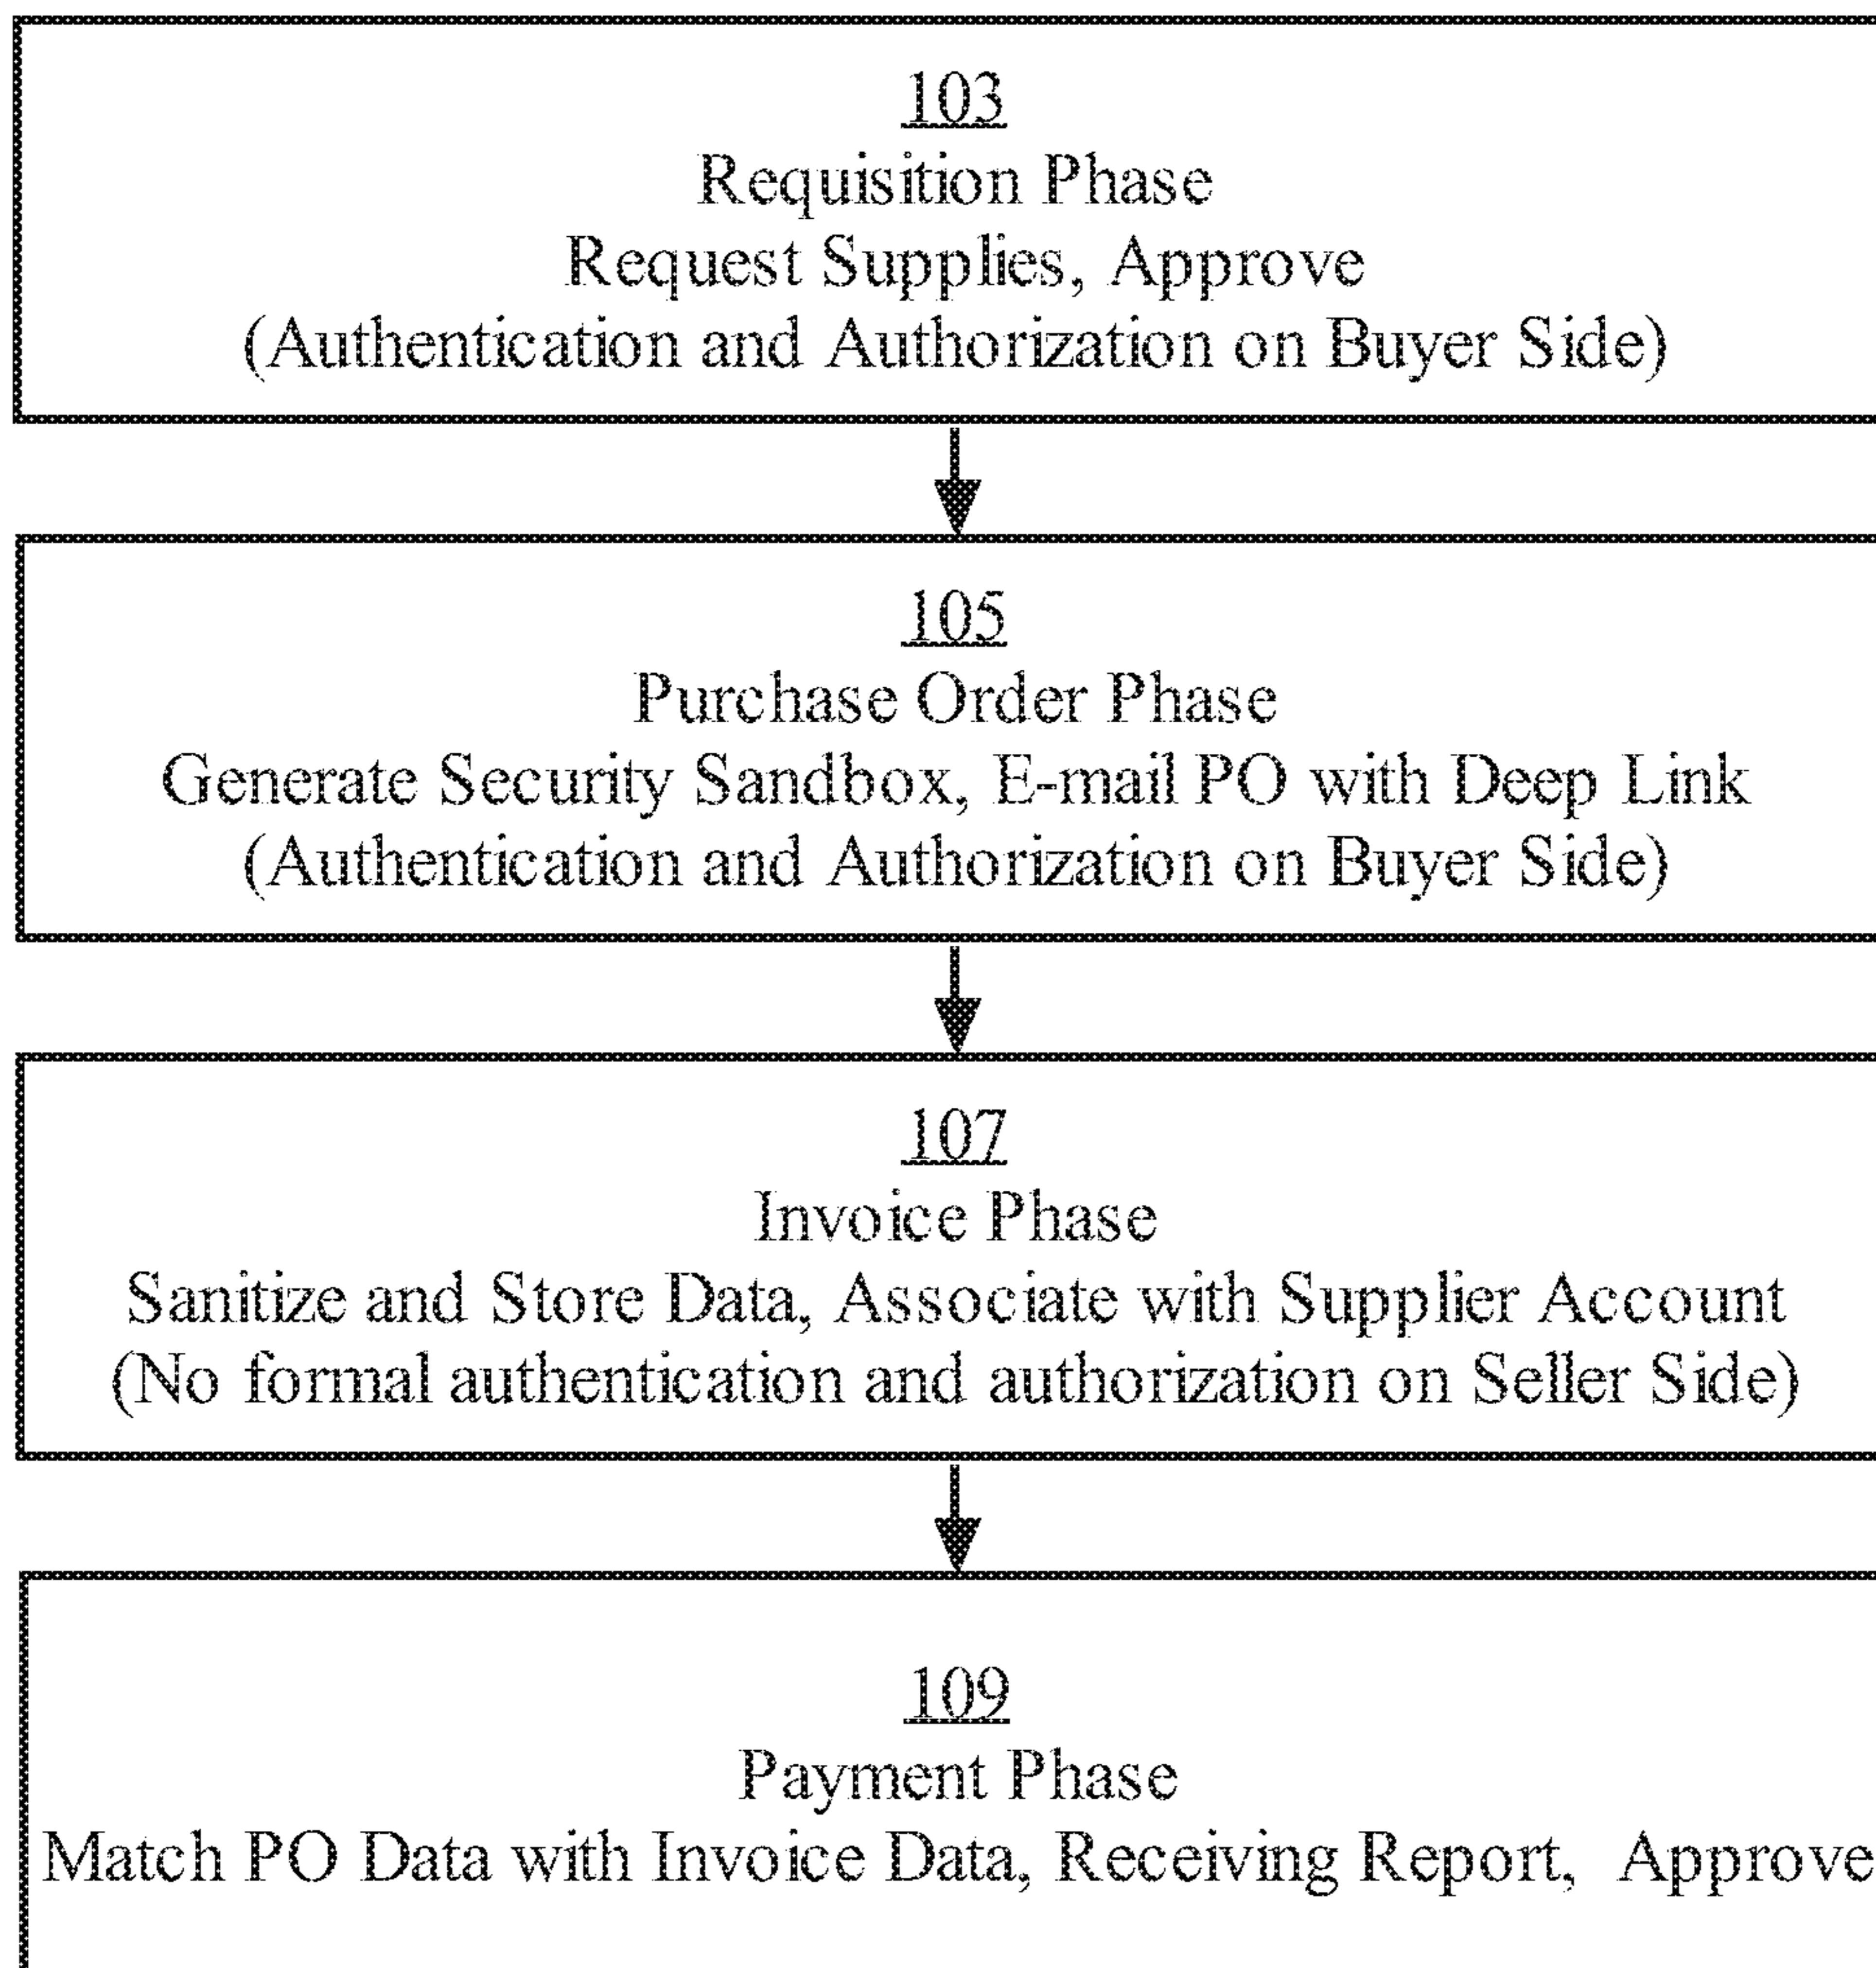 103
Requisition Phase
Request Supplies, Approve
(Authentication and Authorization on Buyer Side)
105
Purchase Order Phase
Generate Security Sandbox, E-mail PO with Deep Link
(Authentication and Authorization on Buyer Side)
107
Invoice Phase
Sanitize and Store Data, Associate with Supplier Account
(No formal authentication and authorization on Seller Side)
109
Payment Phase
Match PO Data with Invoice Data, Receiving Report, Approve